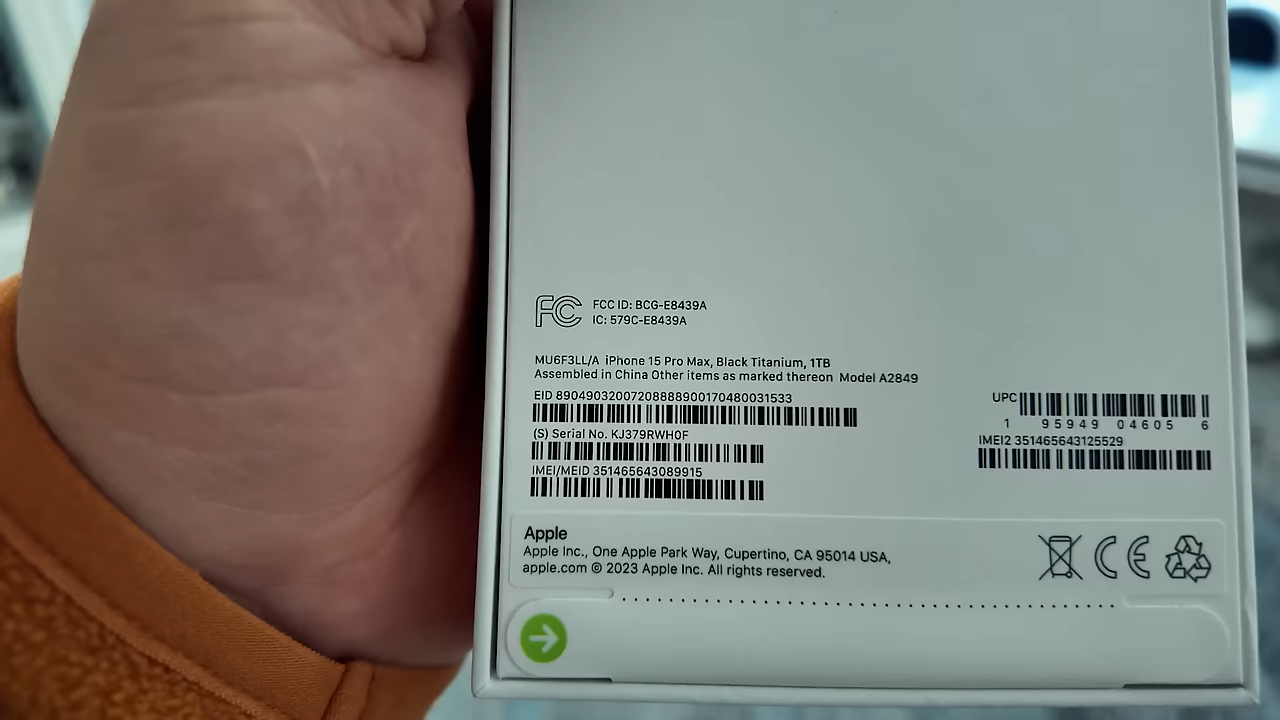 FC FCC ID: BCG-E8439A
IC: 579C-E8439A
MU6F3LL/A iPhone 15 Pro Max, Black Titanium, 1TB
Assembled in China Other items as marked thereon Model A2849
EID 89049032007208888900170480031533
UPC
1 95949 04605 6
(S) Serial No. KJ379RWH0F
IMEI2 351465643125529
IMEI/MEID 351465643089915
Apple
Apple Inc., One Apple Park Way, Cupertino, CA 95014 USA,
apple.com © 2023 Apple Inc. All rights reserved.
CE